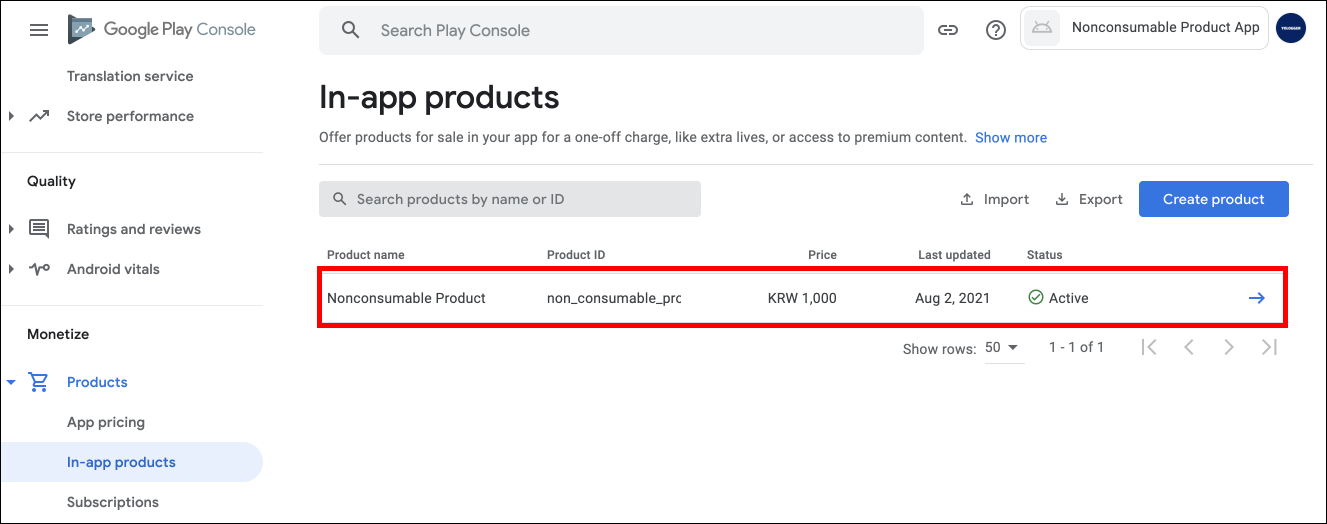 Google Play Console
Search Play Console
Nonconsumable Product App
Translation service
Store performance
Quality
Ratings and reviews
Android vitals
Monetize
Products
App pricing
In-app products
Subscriptions
In-app products
Offer products for sale in your app for a one-off charge, like extra lives, or access to premium content. Show more
Search products by name or ID
Import Export Create product
Product name Product ID Price Last updated Status
Nonconsumable Product non_consumable_prc KRW 1,000 Aug 2, 2021 Active
Show rows: 50 1 - 1 of 1